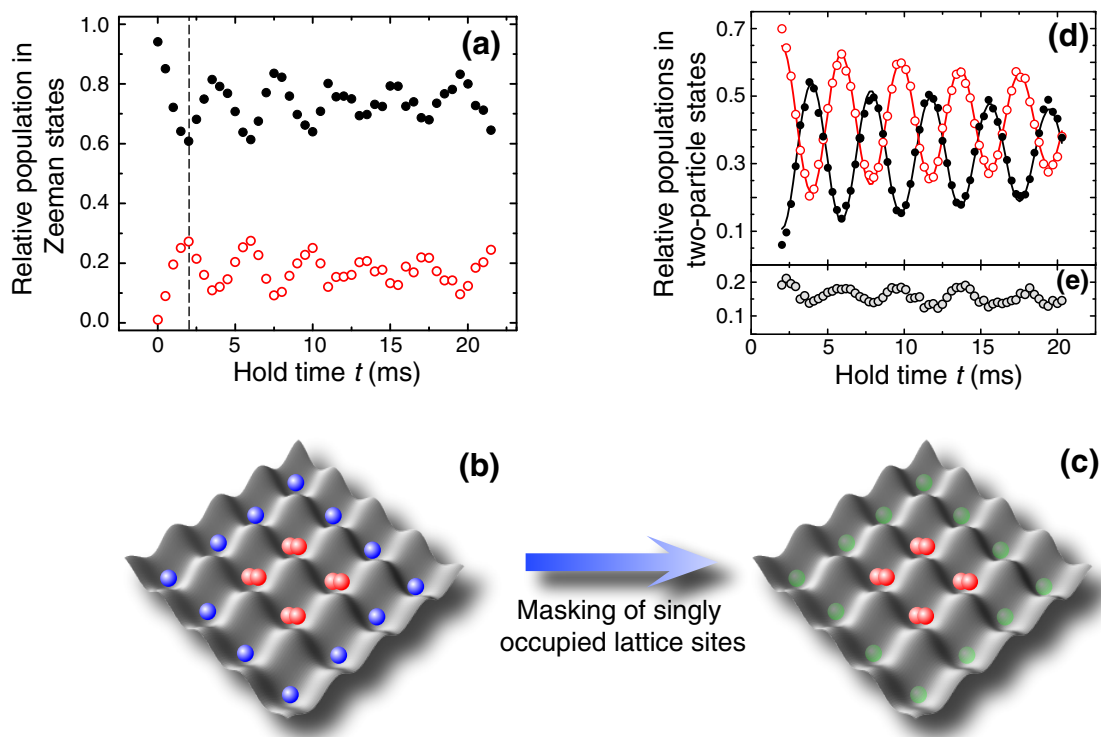 (a)
Relative population in
Zeeman states
1.0
0.8
0.6
0.4
0.2
0.0
0
5
10
15
20
Hold time t (ms)
(d)
Relative populations in
two-particle states
0.7
0.5
0.3
0.1
(e)
0.2
0.1
0
5
10
15
20
Hold time t (ms)
(b)
Masking of singly
occupied lattice sites
(c)